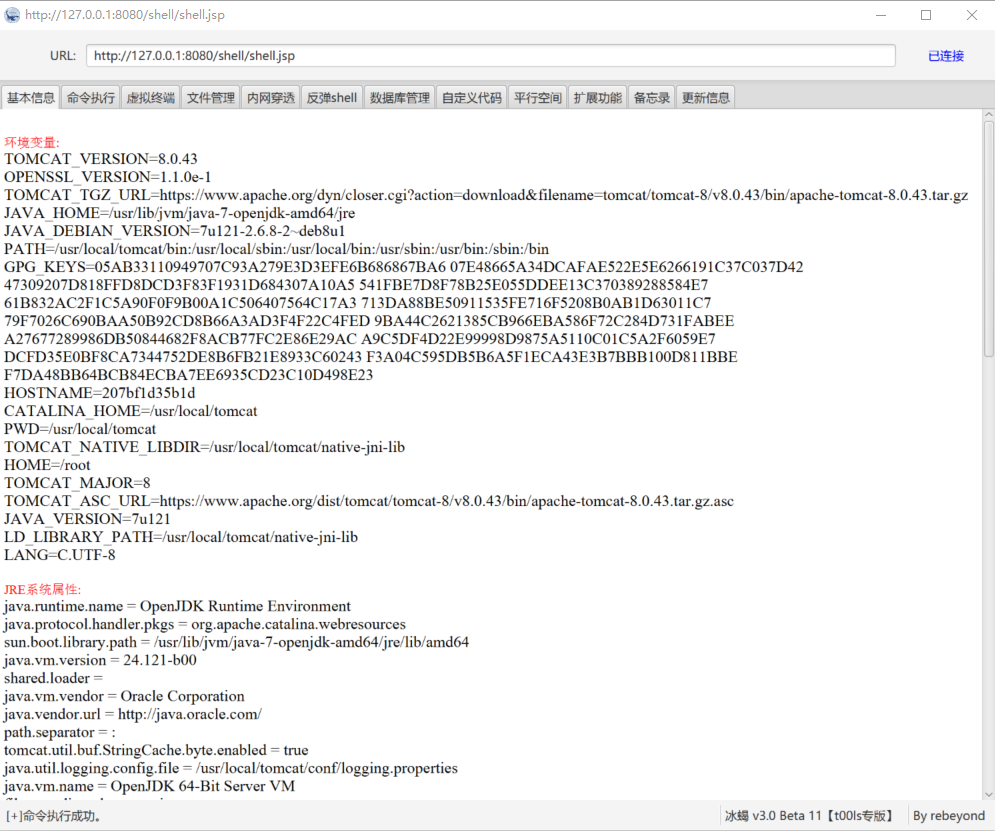 http://127.0.0.1:8080/shell/shell.jsp
URL: http://127.0.0.1:8080/shell/shell.jsp 已连接
基本信息 命令执行 虚拟终端 文件管理 内网穿透 反弹shell 数据库管理 自定义代码 平行空间 扩展功能 备忘录 更新信息
环境变量:
TOMCAT_VERSION=8.0.43
OPENSSL_VERSION=1.1.0e-1
TOMCAT_TGZ_URL=https://www.apache.org/dyn/closer.cgi?action=download&filename=tomcat/tomcat-8/v8.0.43/bin/apache-tomcat-8.0.43.tar.gz
JAVA_HOME=/usr/lib/jvm/java-7-openjdk-amd64/jre
JAVA_DEBIAN_VERSION=7u121-2.6.8-2~deb8u1
PATH=/usr/local/tomcat/bin:/usr/local/sbin:/usr/local/bin:/usr/sbin:/usr/bin:/sbin:/bin
GPG_KEYS=05AB33110949707C93A279E3D3EFE6B686867BA6 07E48665A34DCAFAE522E5E6266191C37C037D42
47309207D818FFD8DCD3F83F1931D684307A10A5 541FBE7D8F78B25E055DDEE13C370389288584E7
61B832AC2F1C5A90F0F9B00A1C506407564C17A3 713DA88BE50911535FE716F5208B0AB1D63011C7
79F7026C690BAA50B92CD8B66A3AD3F4F22C4FED 9BA44C2621385CB966EBA586F72C284D731FABEE
A27677289986DB50844682F8ACB77FC2E86E29AC A9C5DF4D22E99998D9875A5110C01C5A2F6059E7
DCFD35E0BF8CA7344752DE8B6FB21E8933C60243 F3A04C595DB5B6A5F1ECA43E3B7BBB100D811BBE
F7DA48BB64BCB84ECBA7EE6935CD23C10D498E23
HOSTNAME=207bf1d35b1d
CATALINA_HOME=/usr/local/tomcat
PWD=/usr/local/tomcat
TOMCAT_NATIVE_LIBDIR=/usr/local/tomcat/native-jni-lib
HOME=/root
TOMCAT_MAJOR=8
TOMCAT_ASC_URL=https://www.apache.org/dist/tomcat/tomcat-8/v8.0.43/bin/apache-tomcat-8.0.43.tar.gz.asc
JAVA_VERSION=7u121
LD_LIBRARY_PATH=/usr/local/tomcat/native-jni-lib
LANG=C.UTF-8
JRE系统属性:
java.runtime.name = OpenJDK Runtime Environment
java.protocol.handler.pkgs = org.apache.catalina.webresources
sun.boot.library.path = /usr/lib/jvm/java-7-openjdk-amd64/jre/lib/amd64
java.vm.version = 24.121-b00
shared.loader =
java.vm.vendor = Oracle Corporation
java.vendor.url = http://java.oracle.com/
path.separator = :
tomcat.util.buf.StringCache.byte.enabled = true
java.util.logging.config.file = /usr/local/tomcat/conf/logging.properties
java.vm.name = OpenJDK 64-Bit Server VM
[+]命令执行成功。 冰蝎 v3.0 Beta 11【t00ls专版】 By rebeyond